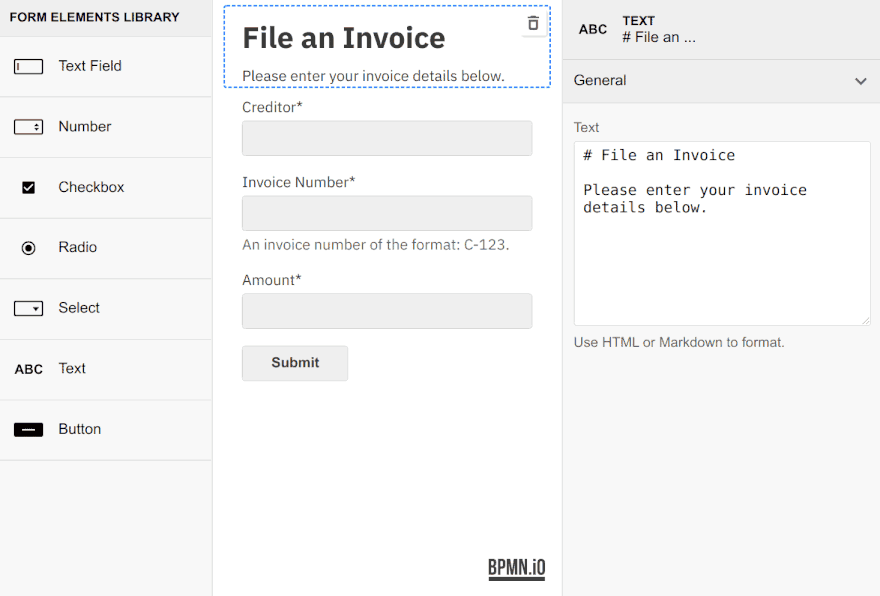 FORM ELEMENTS LIBRARY
Text Field
Number
Checkbox
Radio
Select
ABC Text
Button
File an Invoice
Please enter your invoice details below.
Creditor*
Invoice Number*
An invoice number of the format: C-123.
Amount*
Submit
BPMN.iO
ABC
TEXT
# File an ...
General
Text
# File an Invoice
Please enter your invoice
details below.
Use HTML or Markdown to format.